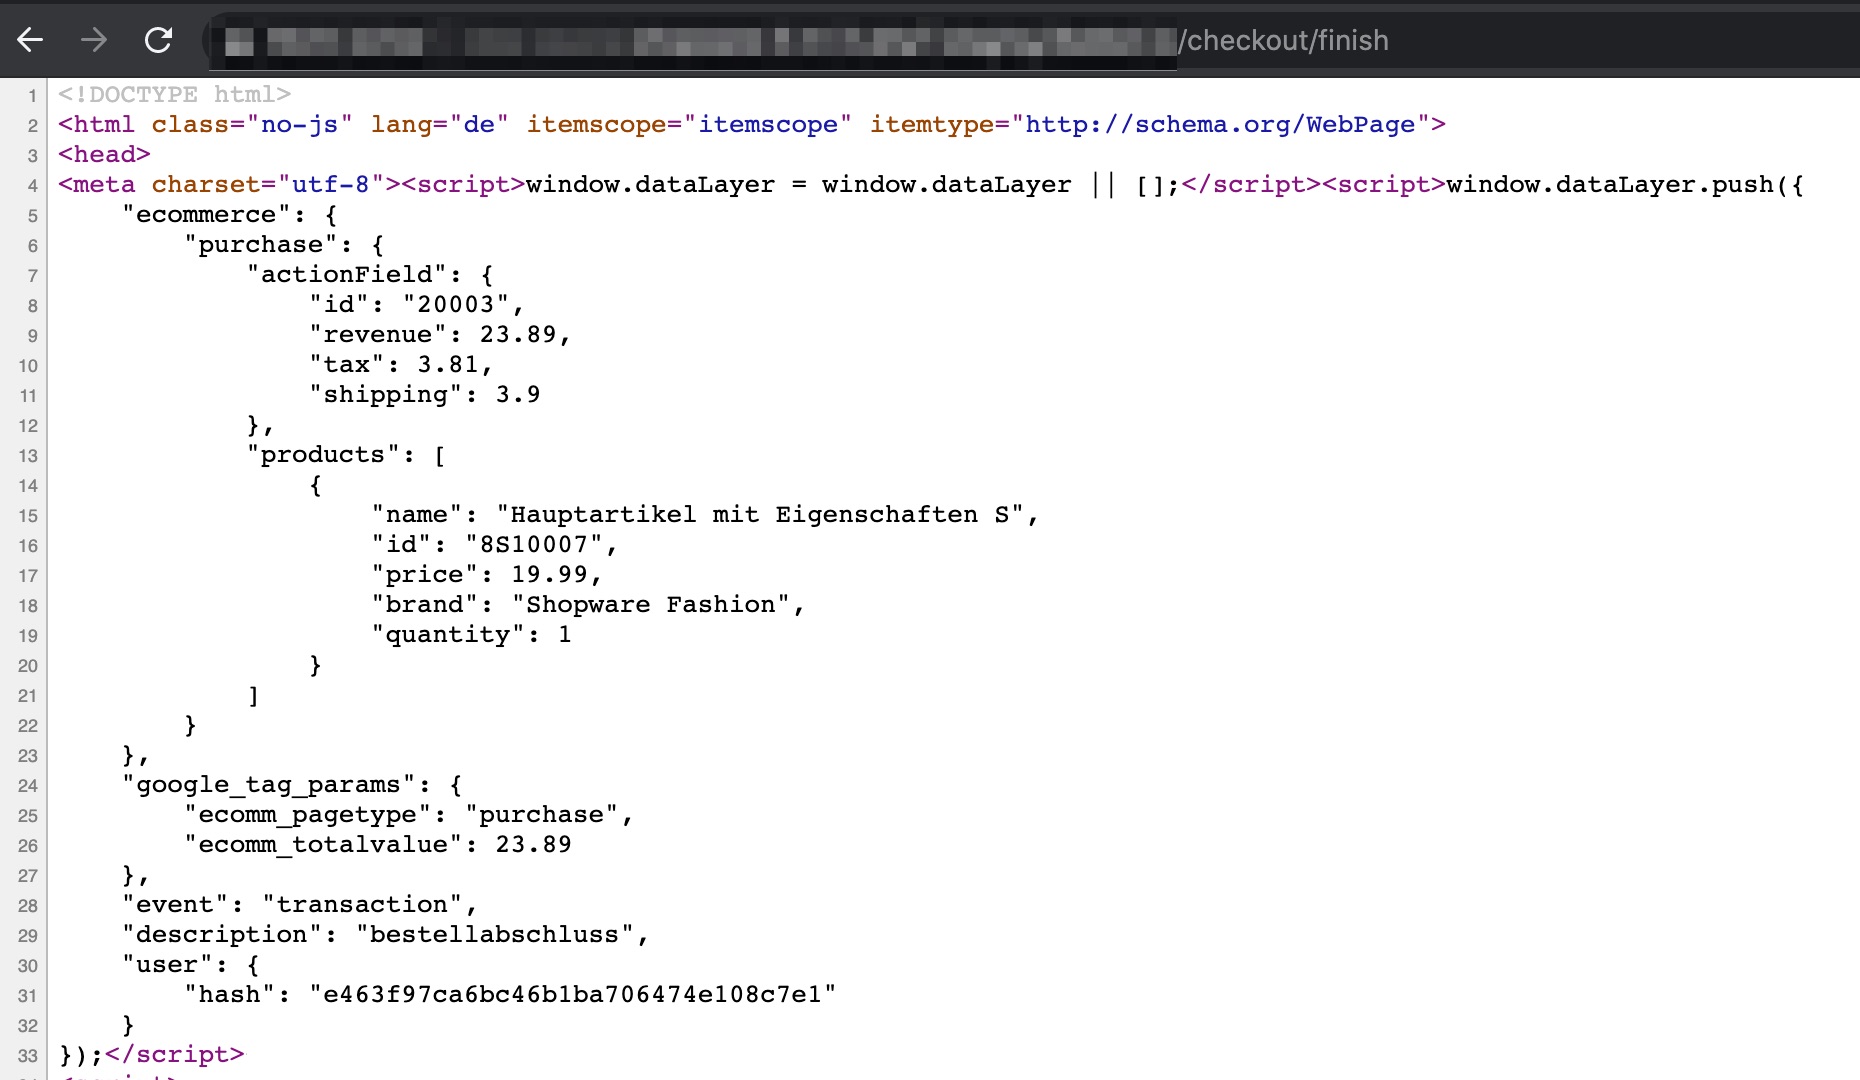 /checkout/finish
1 <!DOCTYPE html>
2 <html class="no-js" lang="de" itemscope="itemscope" itemtype="http://schema.org/WebPage">
3 <head>
4 <meta charset="utf-8"><script>window.dataLayer = window.dataLayer || [];</script><script>window.dataLayer.push({
5     "ecommerce": {
6         "purchase": {
7             "actionField": {
8                 "id": "20003",
9                 "revenue": 23.89,
10                 "tax": 3.81,
11                 "shipping": 3.9
12             },
13             "products": [
14                 {
15                     "name": "Hauptartikel mit Eigenschaften S",
16                     "id": "8S10007",
17                     "price": 19.99,
18                     "brand": "Shopware Fashion",
19                     "quantity": 1
20                 }
21             ]
22         }
23     },
24     "google_tag_params": {
25         "ecomm_pagetype": "purchase",
26         "ecomm_totalvalue": 23.89
27     },
28     "event": "transaction",
29     "description": "bestellabschluss",
30     "user": {
31         "hash": "e463f97ca6bc46b1ba706474e108c7e1"
32     }
33 });</script>